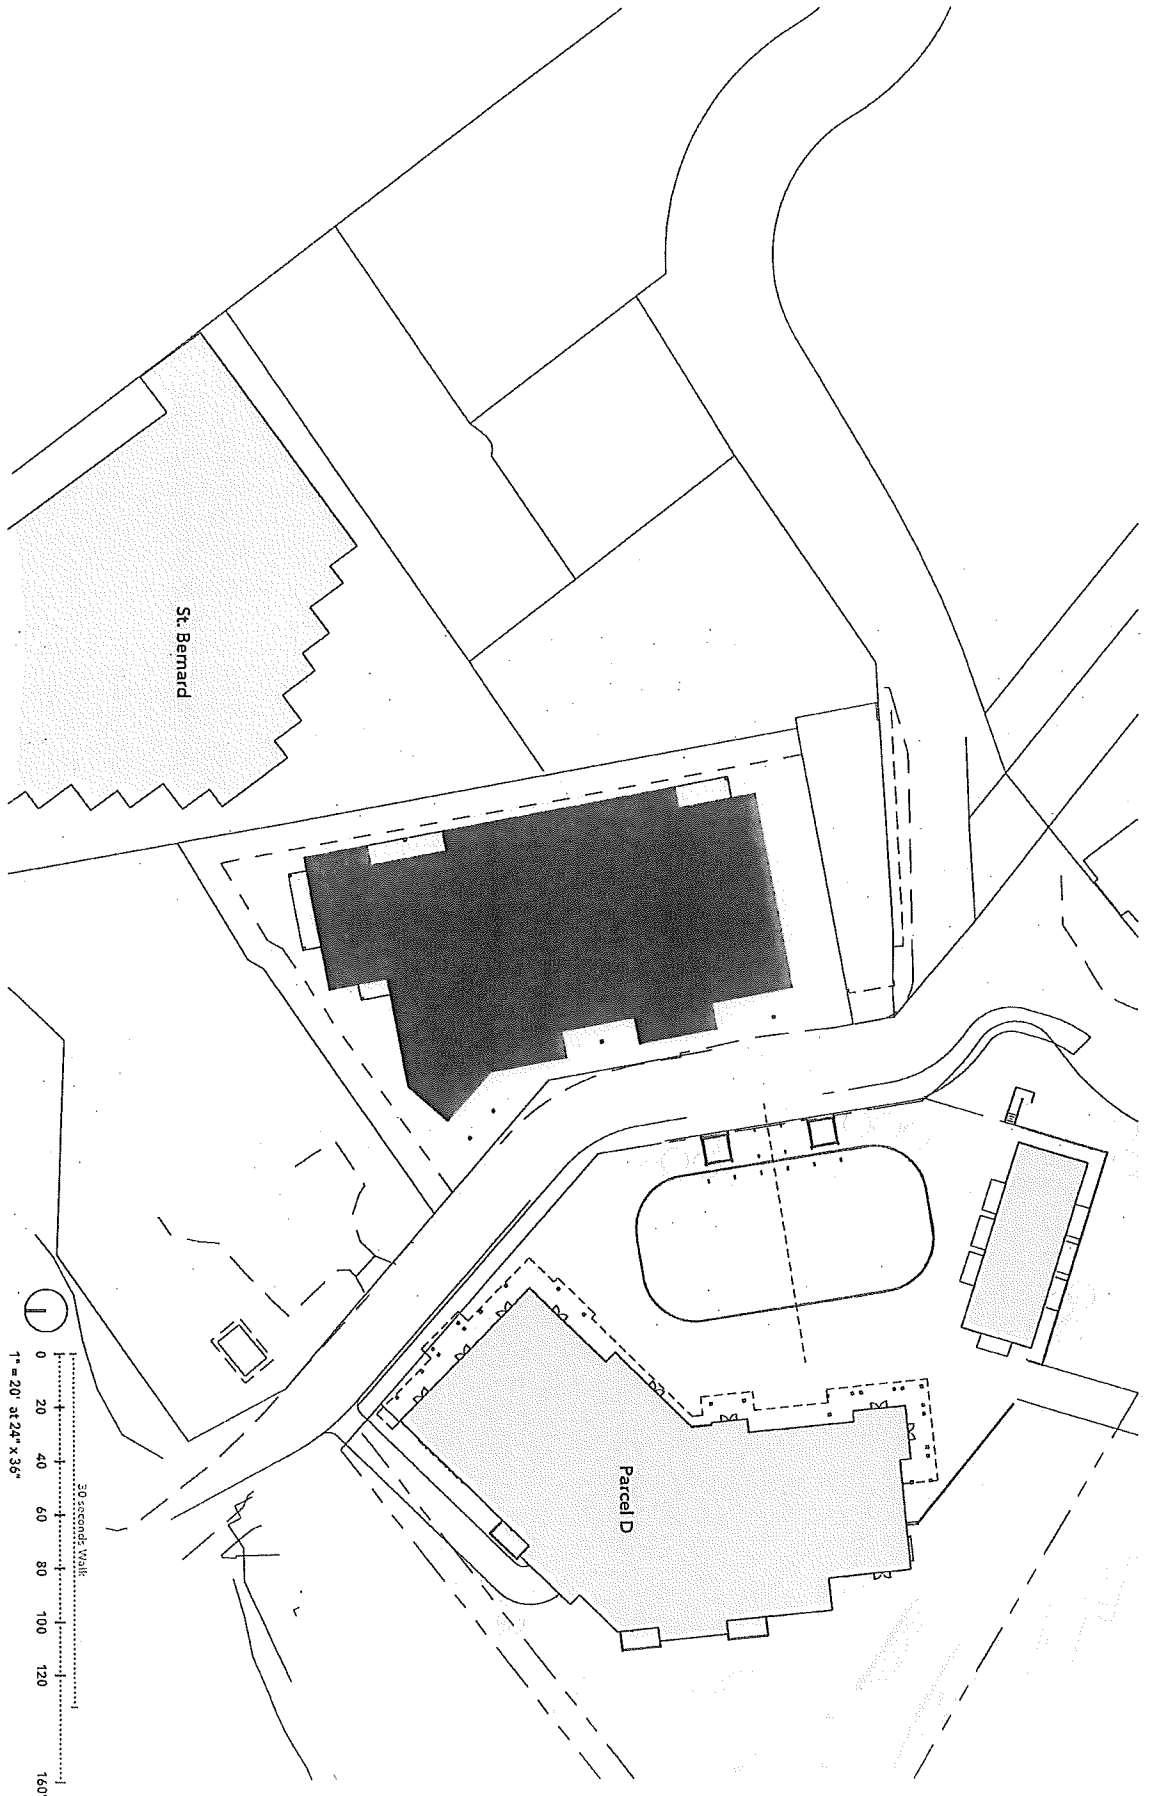 St. Bernard
Parcel D
30 seconds Walk
0 20 40 60 80 100 120 160'
1" = 20' at 24" x 36"